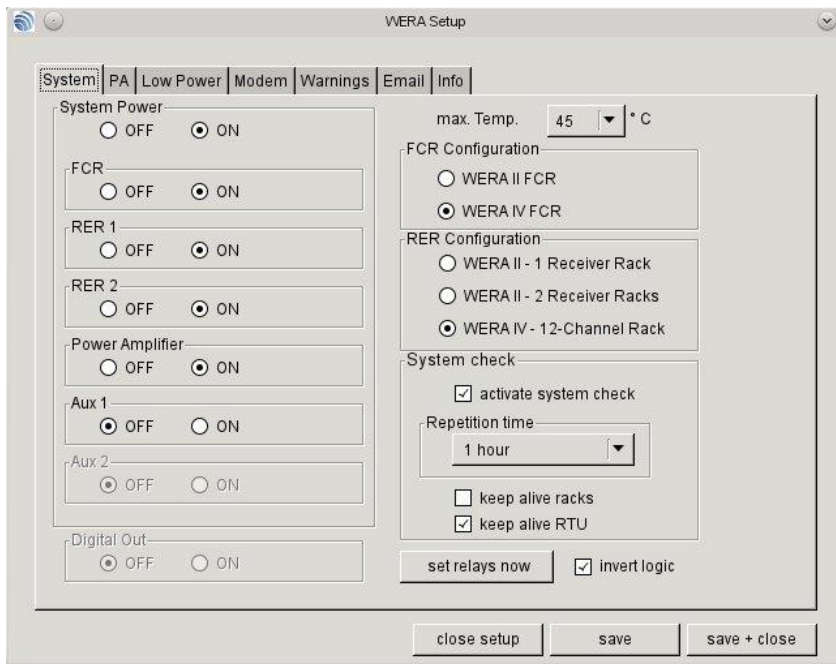 WERA Setup
System PA Low Power Modem Warnings Email Info
System Power
OFF ON
FCR
OFF ON
RER 1
OFF ON
RER 2
OFF ON
Power Amplifier
OFF ON
Aux 1
OFF ON
Aux 2
OFF ON
Digital Out
OFF ON
max. Temp. 45 ° C
FCR Configuration
WERA II FCR
WERA IV FCR
RER Configuration
WERA II - 1 Receiver Rack
WERA II - 2 Receiver Racks
WERA IV - 12-Channel Rack
System check
activate system check
Repetition time
1 hour
keep alive racks
keep alive RTU
set relays now invert logic
close setup save save + close